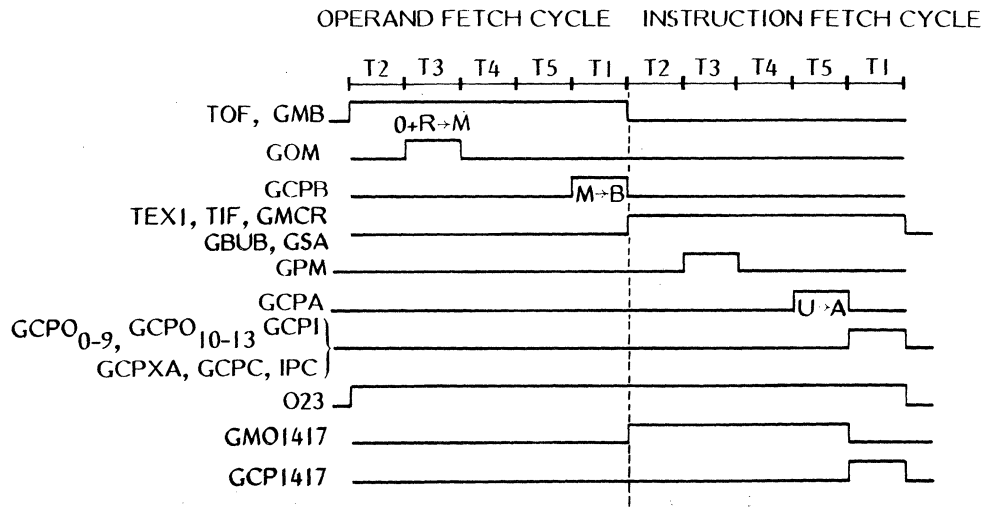 OPERAND FETCH CYCLE INSTRUCTION FETCH CYCLE
T2 T3 T4 T5 T1 T2 T3 T4 T5 T1
TOF, GMB
0+R→M
GOM
GCPB M→B
TEX1, TIF, GMCR
GBUB, GSA
GPM
GCPA U→A
GCPO0-9, GCPO10-13 GCPI
GCPXA, GCPC, IPC
O23
GMO1417
GCP1417